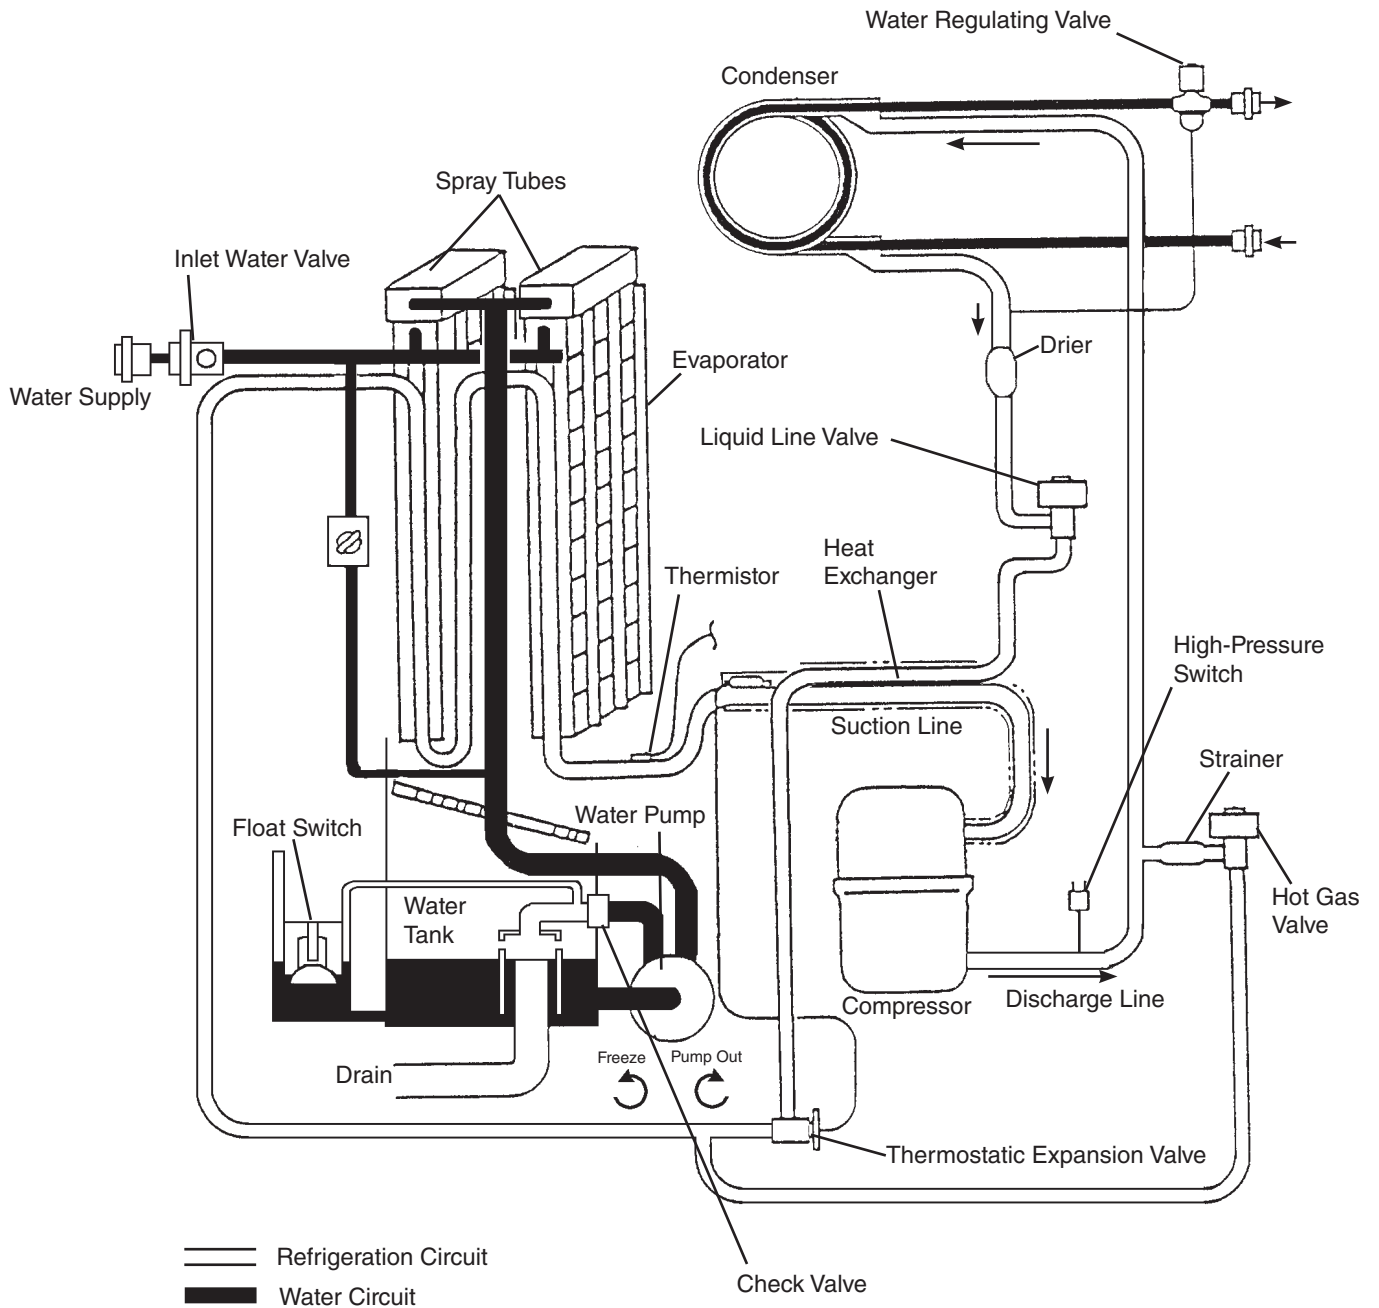 Water Regulating Valve
Condenser
Spray Tubes
Inlet Water Valve
Drier
Evaporator
Water Supply
Liquid Line Valve
Heat
Exchanger
Thermistor
High-Pressure
Switch
Suction Line
Strainer
Water Pump
Float Switch
Hot Gas
Valve
Water
Tank
Compressor
Discharge Line
Freeze
Pump Out
Drain
Thermostatic Expansion Valve
Refrigeration Circuit
Check Valve
Water Circuit